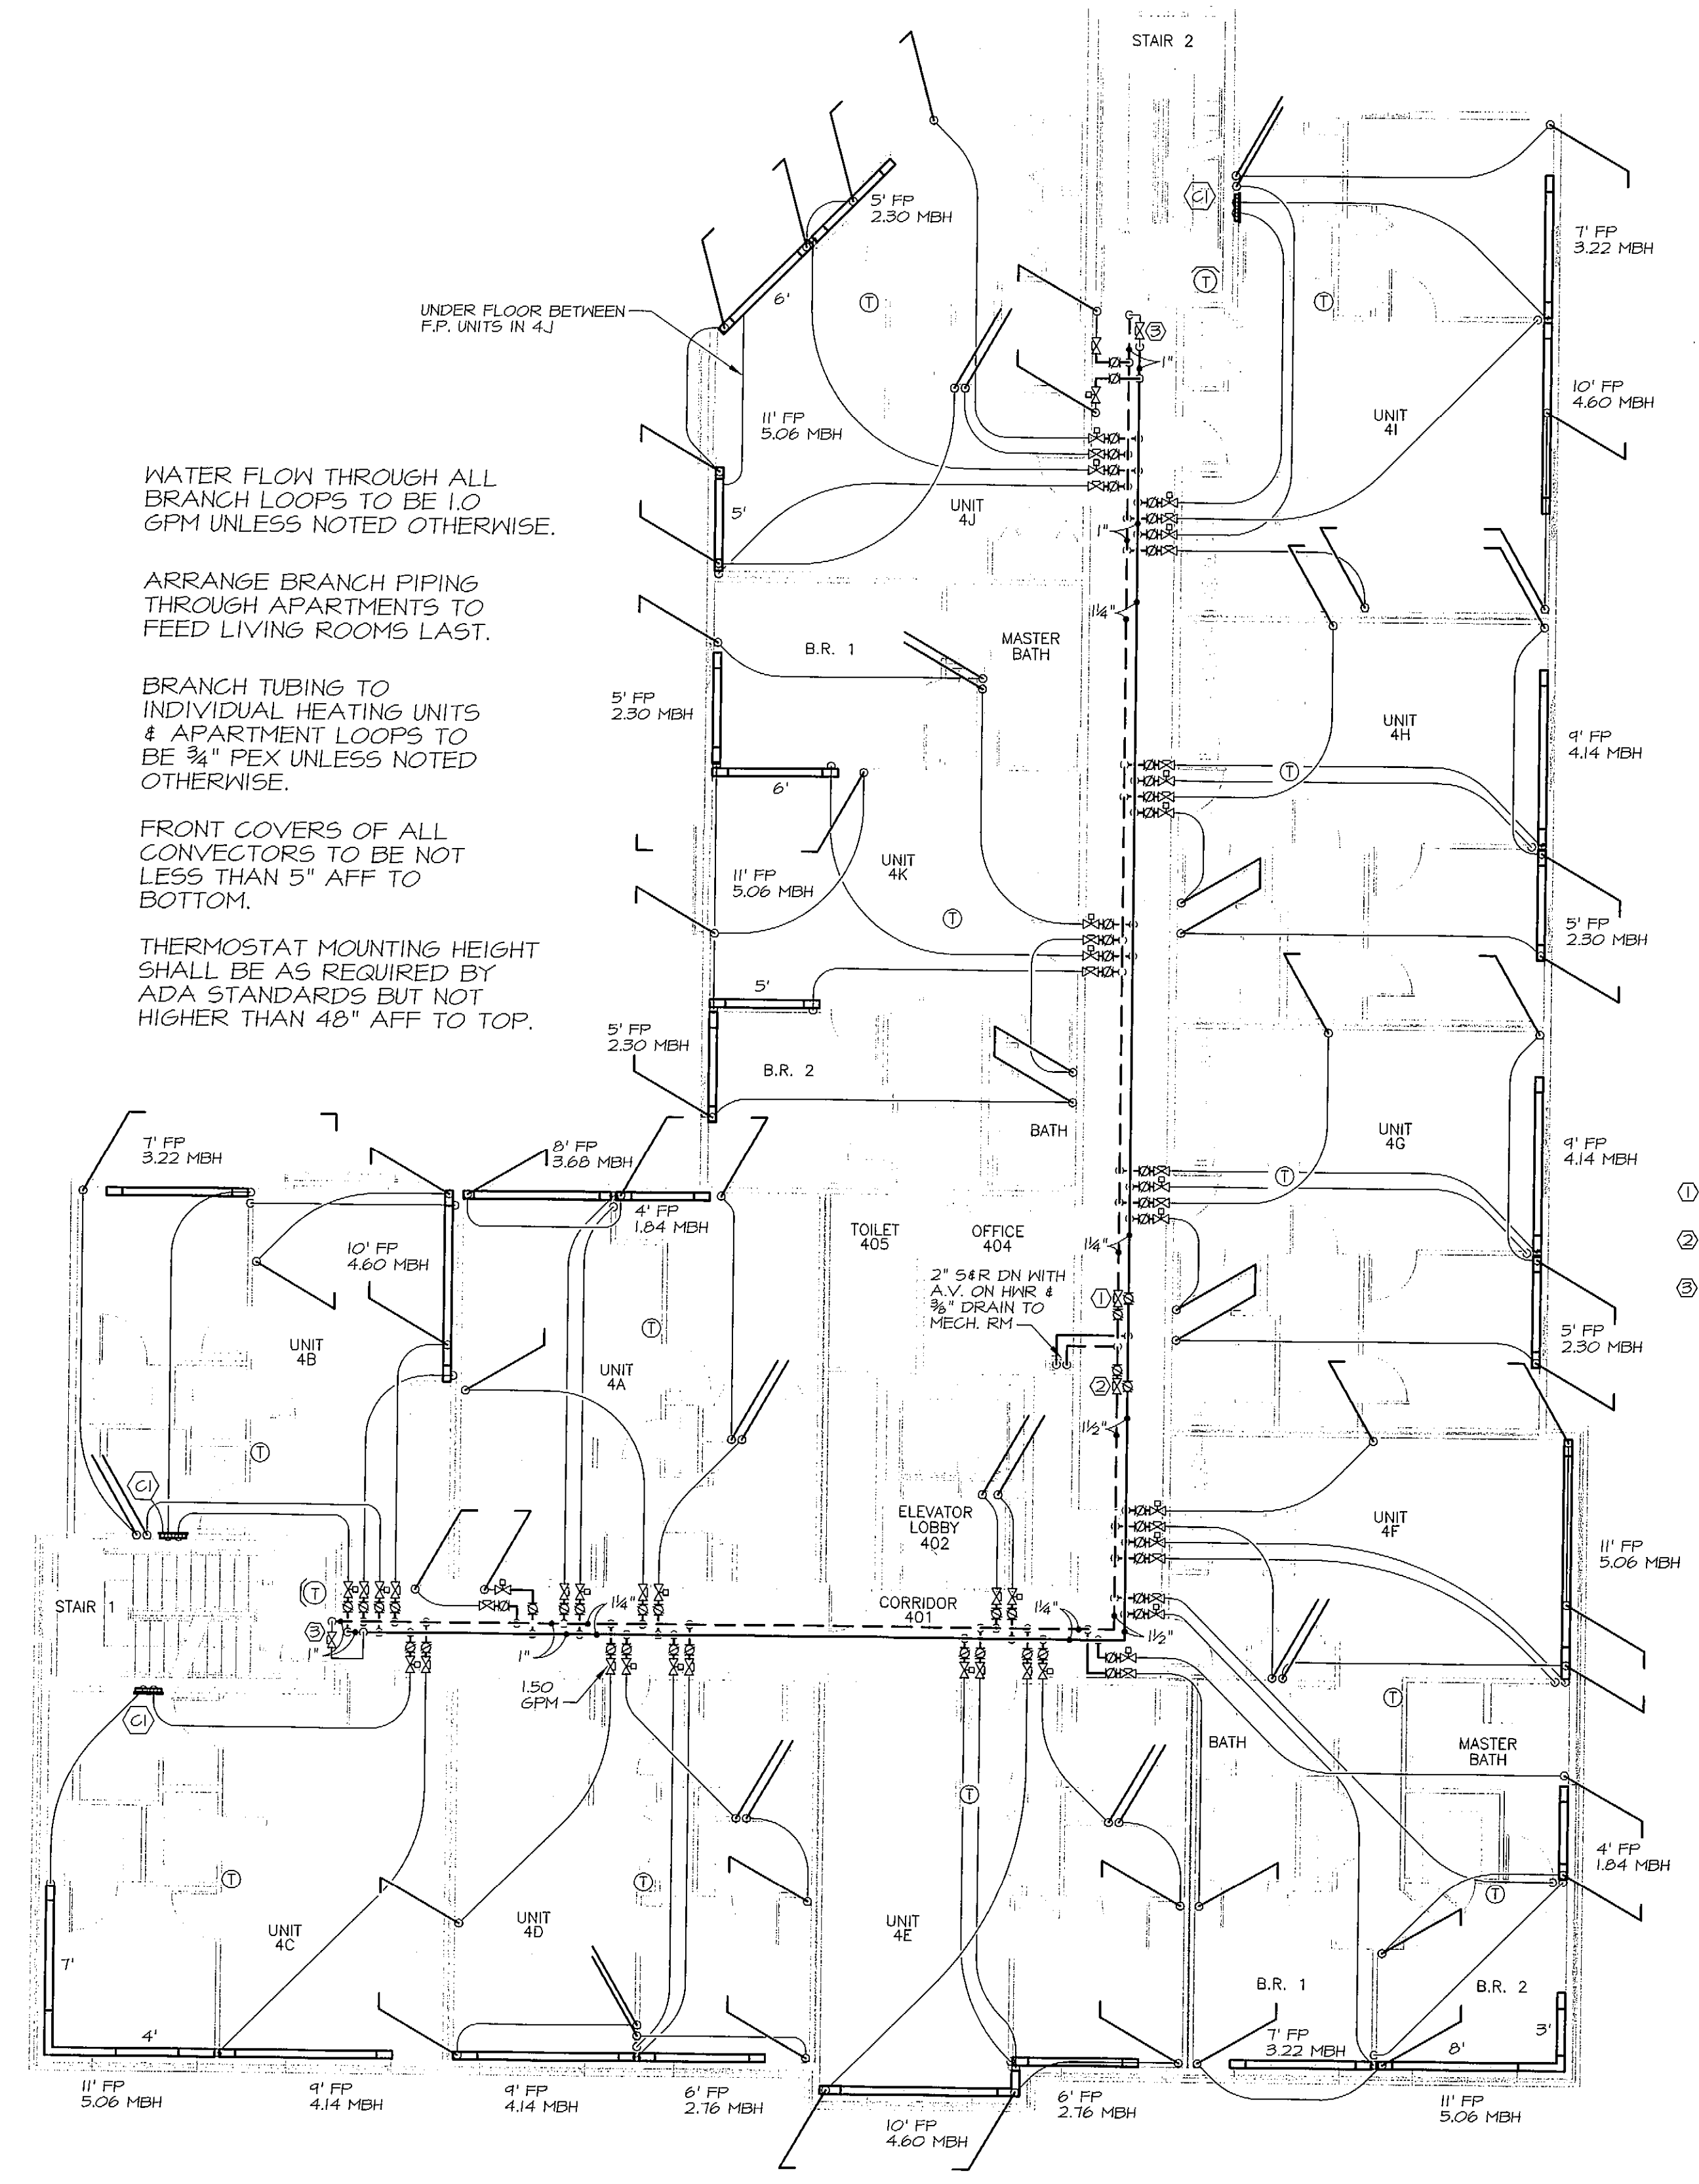 STAIR 2
5' FP
2.30 MBH
C1
7' FP
3.22 MBH
T
T
T
6'
UNDER FLOOR BETWEEN
F.P. UNITS IN 4J
3
1"
10' FP
4.60 MBH
UNIT
4I
11' FP
5.06 MBH
WATER FLOW THROUGH ALL
BRANCH LOOPS TO BE 1.0
GPM UNLESS NOTED OTHERWISE.
5'
UNIT
4J
1"
ARRANGE BRANCH PIPING
THROUGH APARTMENTS TO
FEED LIVING ROOMS LAST.
1¼"
B.R. 1
MASTER
BATH
BRANCH TUBING TO
INDIVIDUAL HEATING UNITS
& APARTMENT LOOPS TO
BE ¾" PEX UNLESS NOTED
OTHERWISE.
5' FP
2.30 MBH
UNIT
4H
9' FP
4.14 MBH
T
6'
FRONT COVERS OF ALL
CONVECTORS TO BE NOT
LESS THAN 5" AFF TO
BOTTOM.
UNIT
4K
11' FP
5.06 MBH
T
5' FP
2.30 MBH
THERMOSTAT MOUNTING HEIGHT
SHALL BE AS REQUIRED BY
ADA STANDARDS BUT NOT
HIGHER THAN 48" AFF TO TOP.
5'
5' FP
2.30 MBH
B.R. 2
BATH
UNIT
4G
9' FP
4.14 MBH
7' FP
3.22 MBH
8' FP
3.68 MBH
T
1
4' FP
1.84 MBH
TOILET
405
OFFICE
404
10' FP
4.60 MBH
1¼"
2
2" S&R DN WITH
A.V. ON HWR &
⅜" DRAIN TO
MECH. RM
1
3
T
5' FP
2.30 MBH
UNIT
4B
UNIT
4A
2
1½"
T
C1
ELEVATOR
LOBBY
402
UNIT
4F
11' FP
5.06 MBH
STAIR 1
T
3
1"
1¼"
1"
CORRIDOR
401
1¼"
1½"
1.50
GPM
C1
T
BATH
MASTER
BATH
T
4' FP
1.84 MBH
T
T
T
UNIT
4C
UNIT
4D
UNIT
4E
7'
B.R. 1
B.R. 2
4'
7' FP
3.22 MBH
8'
3'
11' FP
5.06 MBH
9' FP
4.14 MBH
9' FP
4.14 MBH
6' FP
2.76 MBH
10' FP
4.60 MBH
6' FP
2.76 MBH
11' FP
5.06 MBH